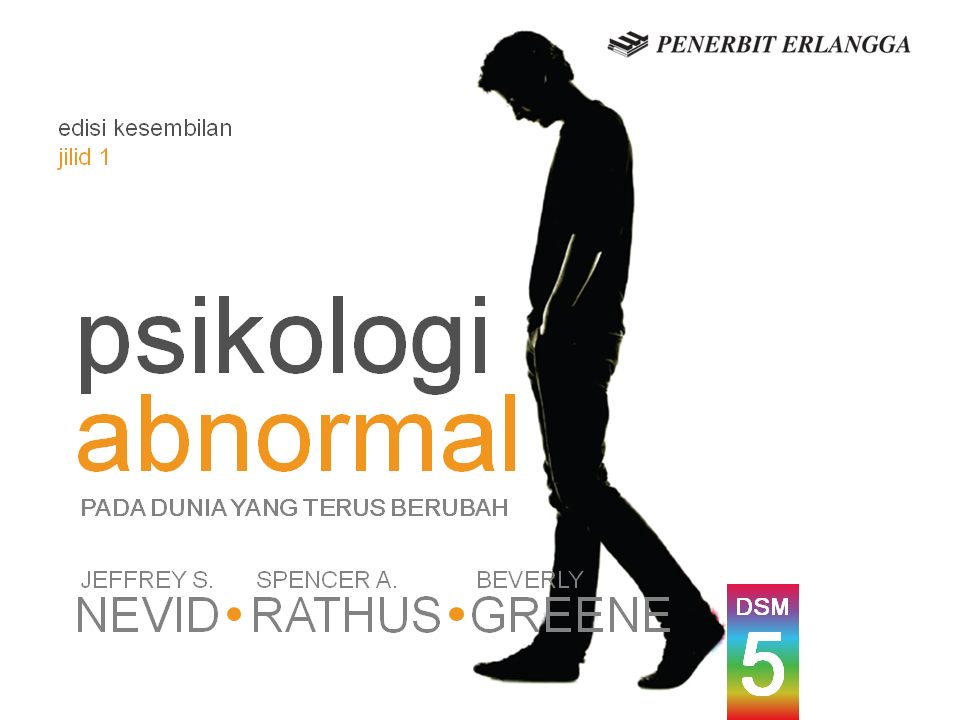 PENERBIT ERLANGGA
edisi kesembilan
jilid 1
psikologi
abnormal
PADA DUNIA YANG TERUS BERUBAH
JEFFREY S. SPENCER A. BEVERLY
NEVID • RATHUS • GREENE
DSM
5